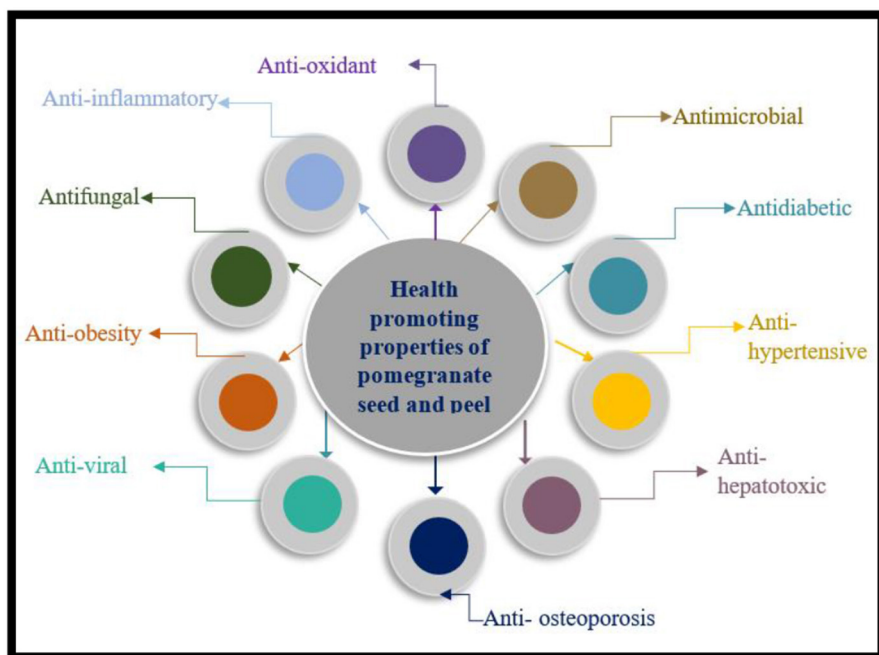 Anti-oxidant
Anti-inflammatory
Antimicrobial
Antifungal
Antidiabetic
Health
promoting
properties of
pomegranate
seed and peel
Anti-obesity
Anti-
hypertensive
Anti-viral
Anti-
hepatotoxic
Anti- osteoporosis